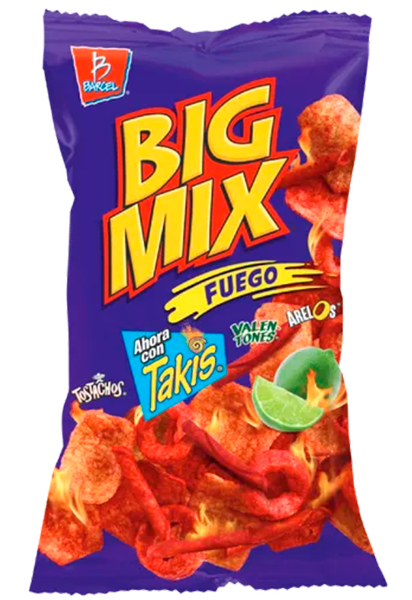 BARCEL
BIG
MIX
FUEGO
Ahora
con
Takis
VALEN
TONES
ARELOS
TOSTACHOS